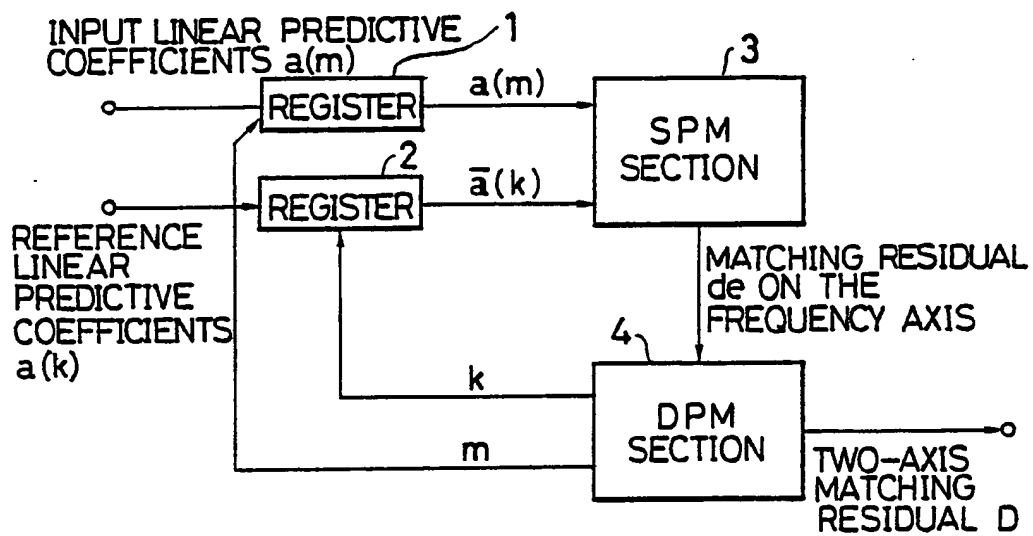 INPUT LINEAR PREDICTIVE
COEFFICIENTS a(m)
1
REGISTER
a(m)
3
SPM
SECTION
2
REGISTER
ā(k)
REFERENCE
LINEAR
PREDICTIVE
COEFFICIENTS
a(k)
MATCHING RESIDUAL
de ON THE
FREQUENCY AXIS
4
k
DPM
SECTION
m
TWO-AXIS
MATCHING
RESIDUAL D